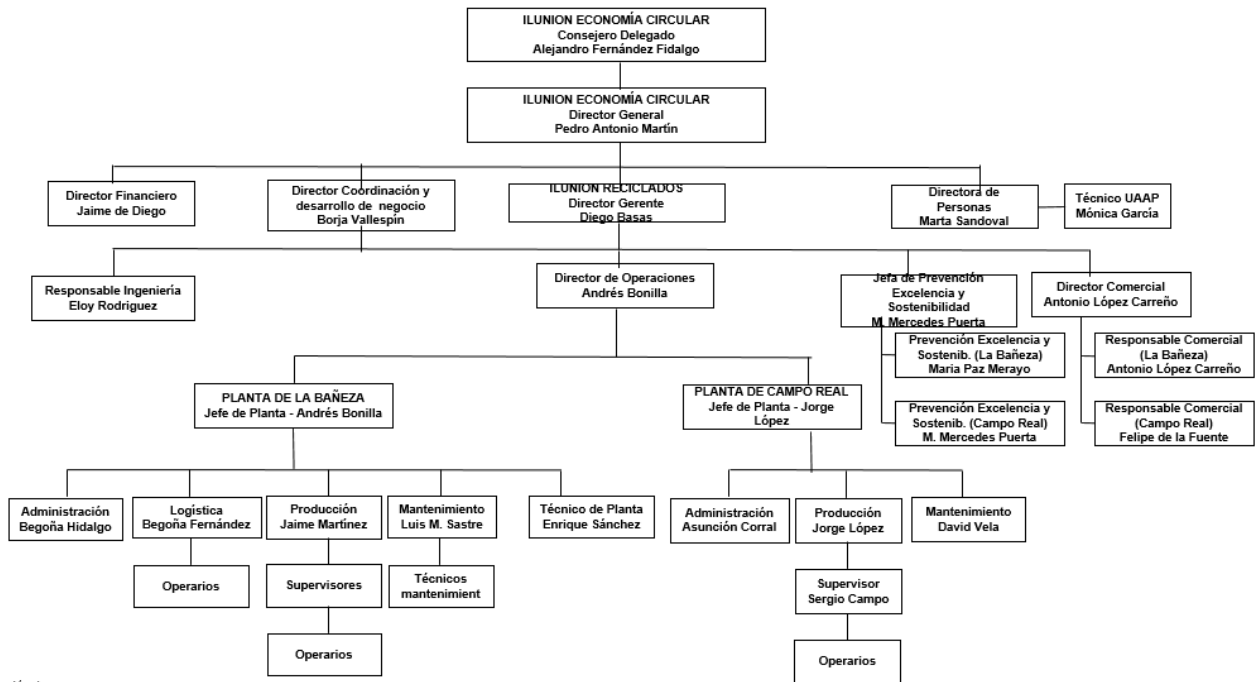 ILUNION ECONOMÍA CIRCULAR
Consejero Delegado
Alejandro Fernández Fidalgo
ILUNION ECONOMÍA CIRCULAR
Director General
Pedro Antonio Martín
Director Financiero
Jaime de Diego
Director Coordinación y
desarrollo de negocio
Borja Vallespín
ILUNION RECICLADOS
Director Gerente
Diego Basas
Directora de
Personas
Marta Sandoval
Técnico UAAP
Mónica García
Responsable Ingeniería
Eloy Rodriguez
Director de Operaciones
Andrés Bonilla
Jefa de Prevención
Excelencia y
Sostenibilidad
M. Mercedes Puerta
Director Comercial
Antonio López Carreño
Prevención Excelencia y
Sostenib. (La Bañeza)
Maria Paz Merayo
Responsable Comercial
(La Bañeza)
Antonio López Carreño
PLANTA DE LA BAÑEZA
Jefe de Planta - Andrés Bonilla
PLANTA DE CAMPO REAL
Jefe de Planta - Jorge
López
Prevención Excelencia y
Sostenib. (Campo Real)
M. Mercedes Puerta
Responsable Comercial
(Campo Real)
Felipe de la Fuente
Administración
Begoña Hidalgo
Logística
Begoña Fernández
Producción
Jaime Martínez
Mantenimiento
Luis M. Sastre
Técnico de Planta
Enrique Sánchez
Administración
Asunción Corral
Producción
Jorge López
Mantenimiento
David Vela
Operarios
Supervisores
Técnicos
mantenimient
Supervisor
Sergio Campo
Operarios
Operarios